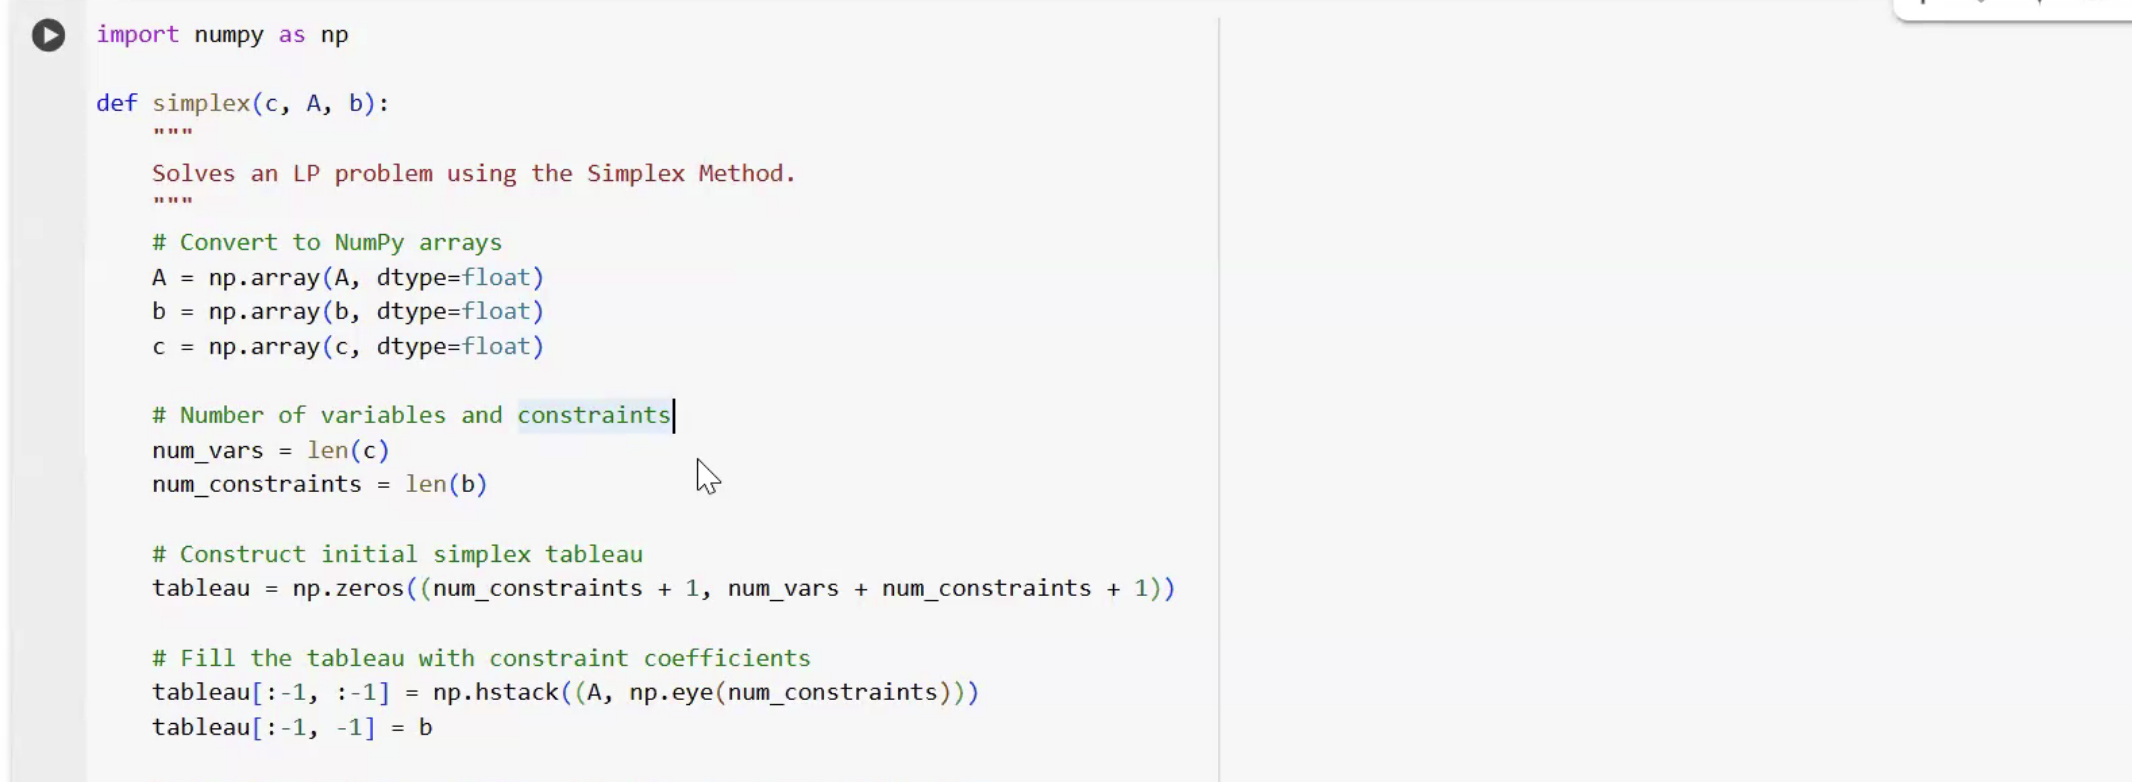 import numpy as np
def simplex(c, A, b):
"""
Solves an LP problem using the Simplex Method.
"""
# Convert to NumPy arrays
A = np.array(A, dtype=float)
b = np.array(b, dtype=float)
c = np.array(c, dtype=float)
# Number of variables and constraints
num_vars = len(c)
num_constraints = len(b)
# Construct initial simplex tableau
tableau = np.zeros((num_constraints + 1, num_vars + num_constraints + 1))
# Fill the tableau with constraint coefficients
tableau[:-1, :-1] = np.hstack((A, np.eye(num_constraints)))
tableau[:-1, -1] = b